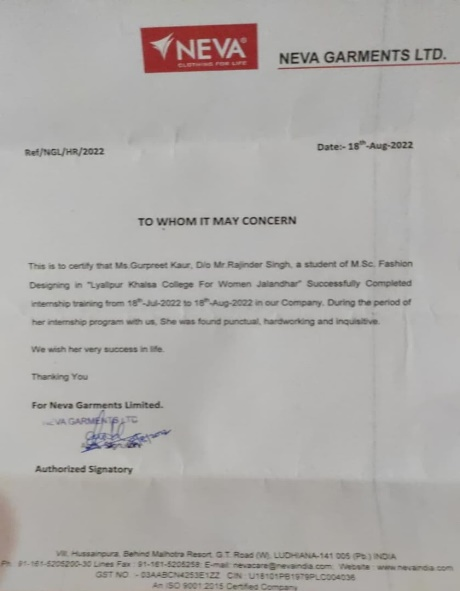 NEVA®
CLOTHING FOR LIFE
NEVA GARMENTS LTD.
Ref/NGL/HR/2022
Date:- 18th-Aug-2022
TO WHOM IT MAY CONCERN
This is to certify that Ms.Gurpreet Kaur, D/o Mr.Rajinder Singh, a student of M.Sc. Fashion
Designing in "Lyallpur Khalsa College For Women Jalandhar" Successfully Completed
internship training from 18th-Jul-2022 to 18th-Aug-2022 in our Company. During the period of
her internship program with us, She was found punctual, hardworking and inquisitive.
We wish her very success in life.
Thanking You
For Neva Garments Limited.
NEVA GARMENTS LTD
Authorized Signatory
Vill. Hussainpura, Behind Malhotra Resort, G.T. Road (W), LUDHIANA-141 005 (Pb.) INDIA
Ph : 91-161-5205200-30 Lines Fax : 91-161-5205258; E-mail: nevacare@nevaindia.com; Website : www.nevaindia.com
GST NO. :- 03AABCN4253E1ZZ CIN : U18101PB1979PLC004036
An ISO 9001:2015 Certified Company